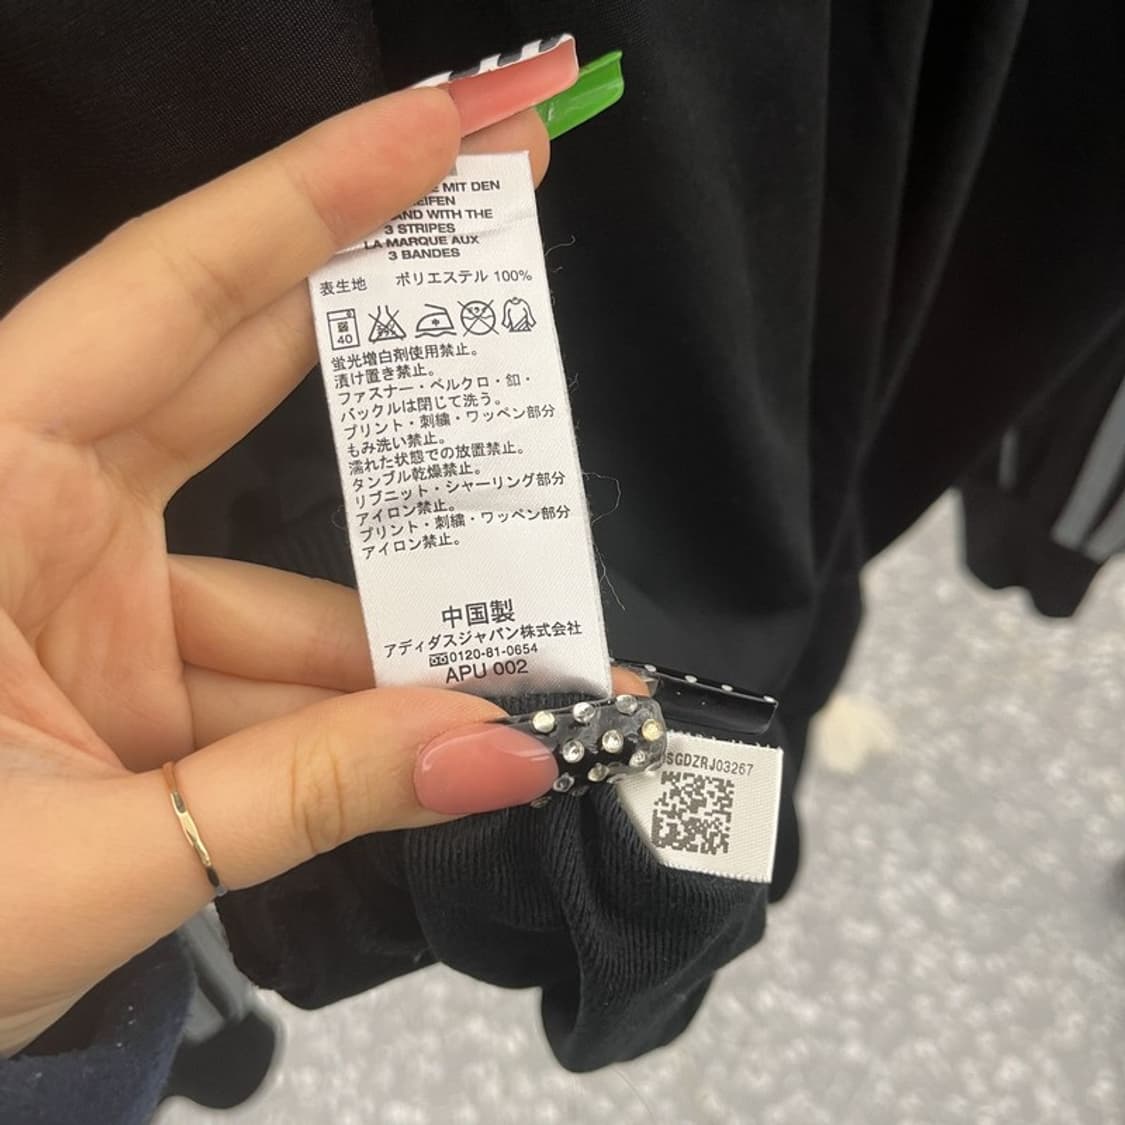 MIT DEN
EIFEN
AND WITH THE
3 STRIPES
LA MARQUE AUX
3 BANDES
表生地 ポリエステル 100%
40
蛍光増白剤使用禁止。
漬け置き禁止。
ファスナー・ベルクロ・釦・
バックルは閉じて洗う。
プリント・刺繍・ワッペン部分
もみ洗い禁止。
濡れた状態での放置禁止。
タンブル乾燥禁止。
リブニット・シャーリング部分
アイロン禁止。
プリント・刺繍・ワッペン部分
アイロン禁止。
中国製
アディダスジャパン株式会社
0120-81-0654
APU 002
SGDZRJ03267